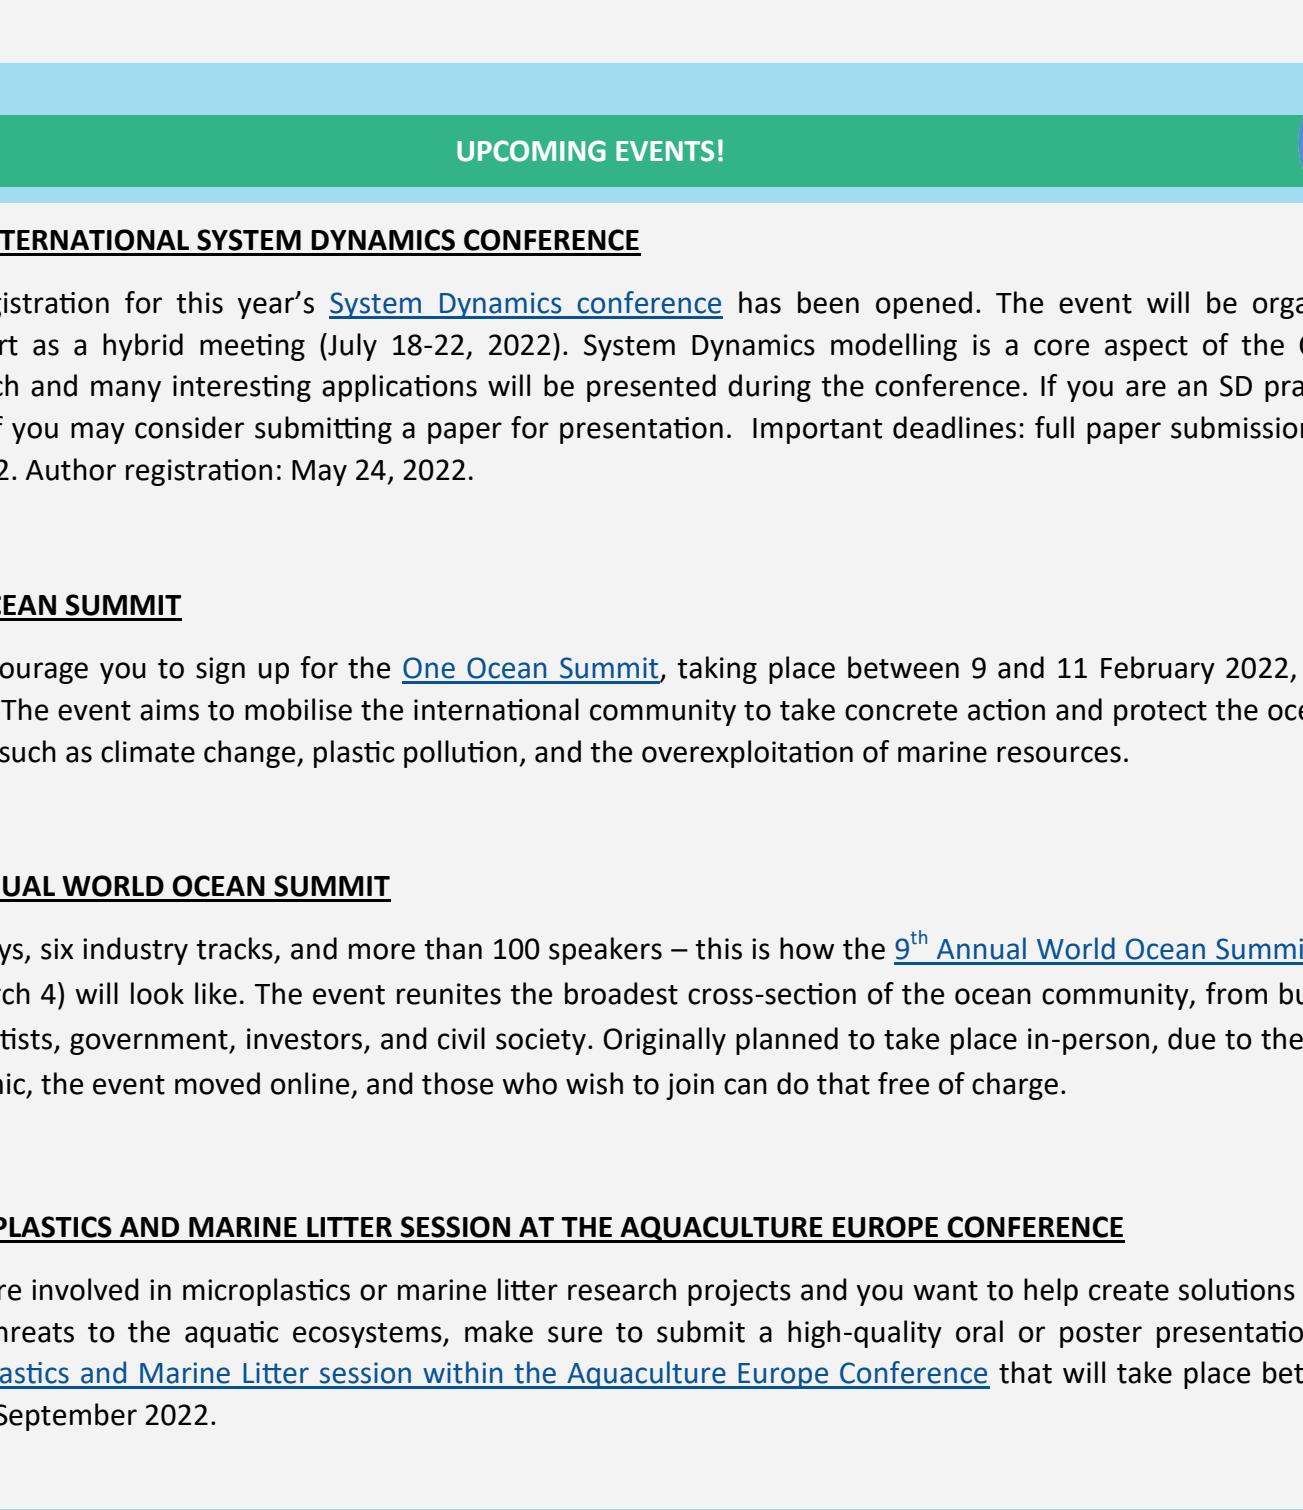 UPCOMING EVENTS!
TERNATIONAL SYSTEM DYNAMICS CONFERENCE
istration for this year’s System Dynamics conference has been opened. The event will be orga
rt as a hybrid meeting (July 18-22, 2022). System Dynamics modelling is a core aspect of the
ch and many interesting applications will be presented during the conference. If you are an SD pra
you may consider submitting a paper for presentation. Important deadlines: full paper submission
2. Author registration: May 24, 2022.
EAN SUMMIT
ourage you to sign up for the One Ocean Summit, taking place between 9 and 11 February 2022,
The event aims to mobilise the international community to take concrete action and protect the oce
such as climate change, plastic pollution, and the overexploitation of marine resources.
UAL WORLD OCEAN SUMMIT
ys, six industry tracks, and more than 100 speakers – this is how the 9th Annual World Ocean Summi
rch 4) will look like. The event reunites the broadest cross-section of the ocean community, from bu
tists, government, investors, and civil society. Originally planned to take place in-person, due to the
nic, the event moved online, and those who wish to join can do that free of charge.
PLASTICS AND MARINE LITTER SESSION AT THE AQUACULTURE EUROPE CONFERENCE
re involved in microplastics or marine litter research projects and you want to help create solutions
hreats to the aquatic ecosystems, make sure to submit a high-quality oral or poster presentatio
astics and Marine Litter session within the Aquaculture Europe Conference that will take place bet
September 2022.